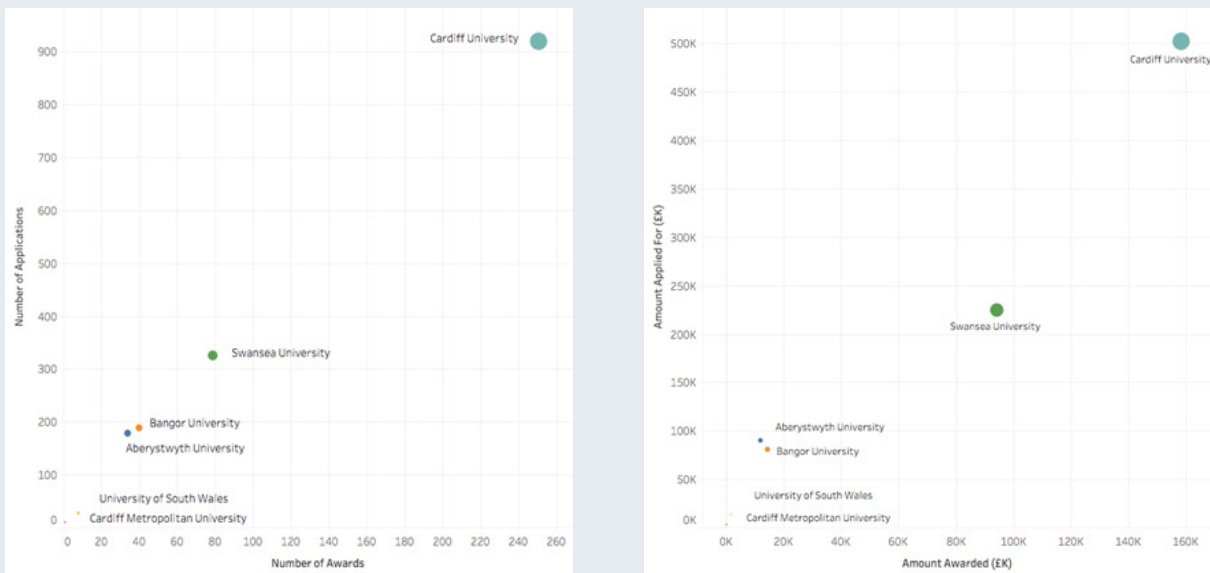 Cardiff University
900
800
700
600
500
400
300
200
100
0
Number of Applications
Swansea University
Bangor University
Aberystwyth University
University of South Wales
Cardiff Metropolitan University
0 20 40 60 80 100 120 140 160 180 200 220 240 260
Number of Awards
500K
450K
400K
350K
300K
250K
200K
150K
100K
50K
0K
Amount Applied For (£K)
Cardiff University
Swansea University
Aberystwyth University
Bangor University
University of South Wales
Cardiff Metropolitan University
0K 20K 40K 60K 80K 100K 120K 140K 160K
Amount Awarded (£K)